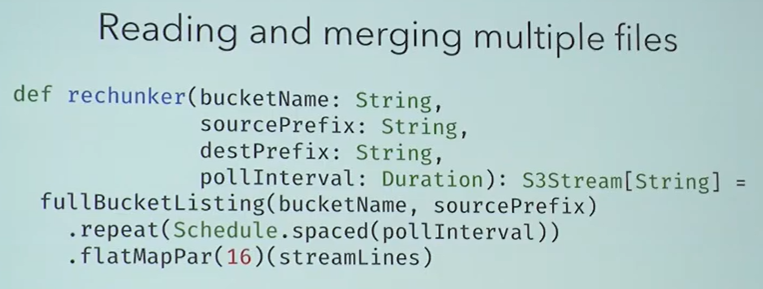 Reading and merging multiple files
def rechunker(bucketName: String,
sourcePrefix: String,
destPrefix: String,
pollInterval: Duration): S3Stream[String] =
fullBucketListing(bucketName, sourcePrefix)
.repeat(Schedule.spaced(pollInterval))
.flatMapPar(16)(streamLines)